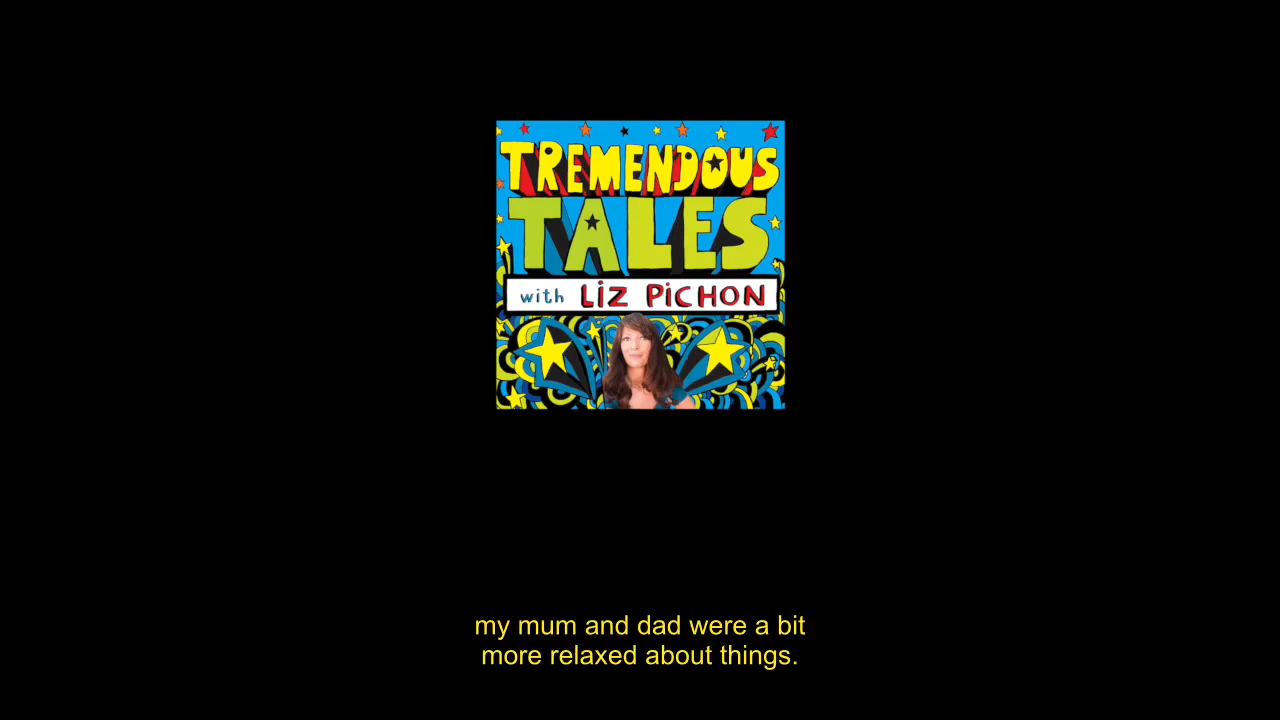 TREMENDOUS
TALES
with Liz PiCHON
my mum and dad were a bit
more relaxed about things.